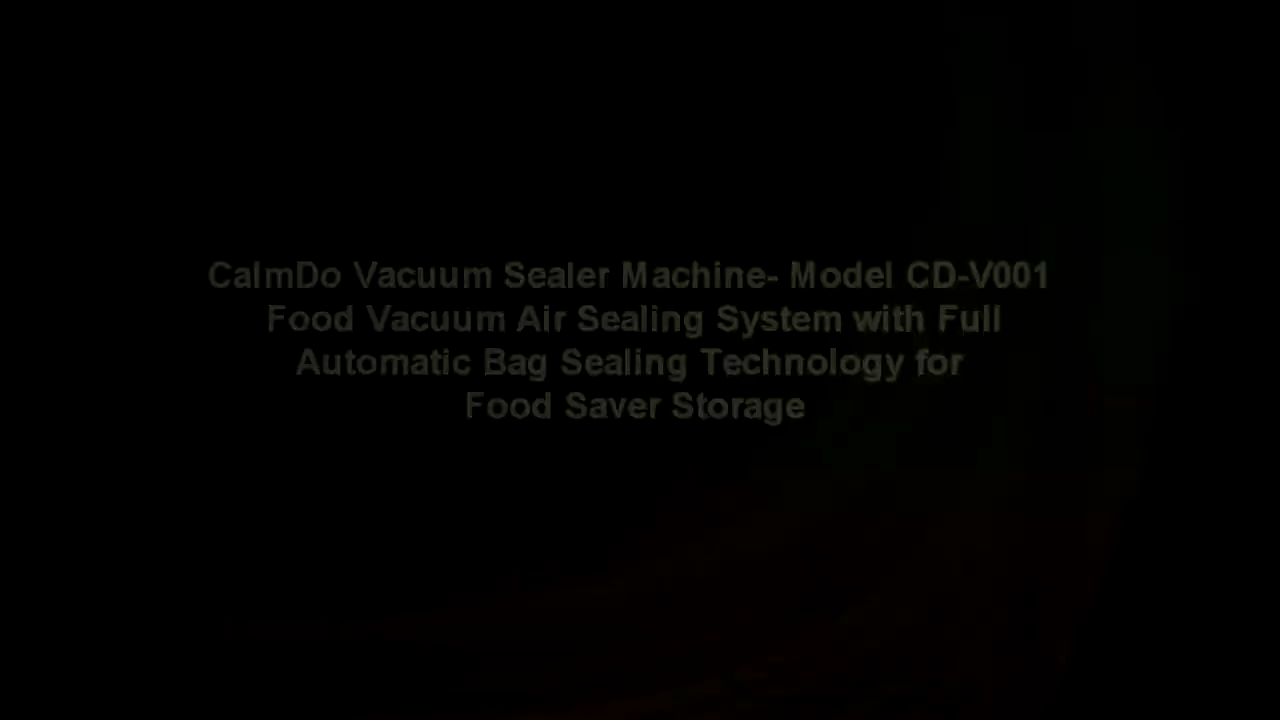 CalmDo Vacuum Sealer Machine- Model CD-V001
Food Vacuum Air Sealing System with Full
Automatic Bag Sealing Technology for
Food Saver Storage